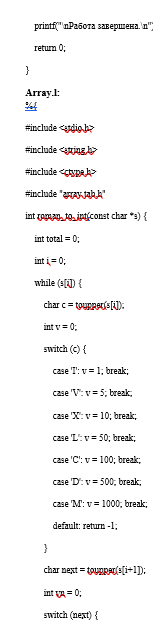 printf("\nРабота завершена.\n");
return 0;
}
Array.l:
%{
#include <stdio.h>
#include <string.h>
#include <ctype.h>
#include "array.tab.h"
int roman_to_int(const char *s) {
int total = 0;
int i = 0;
while (s[i]) {
char c = toupper(s[i]);
int v = 0;
switch (c) {
case 'I': v = 1; break;
case 'V': v = 5; break;
case 'X': v = 10; break;
case 'L': v = 50; break;
case 'C': v = 100; break;
case 'D': v = 500; break;
case 'M': v = 1000; break;
default: return -1;
}
char next = toupper(s[i+1]);
int vn = 0;
switch (next) {